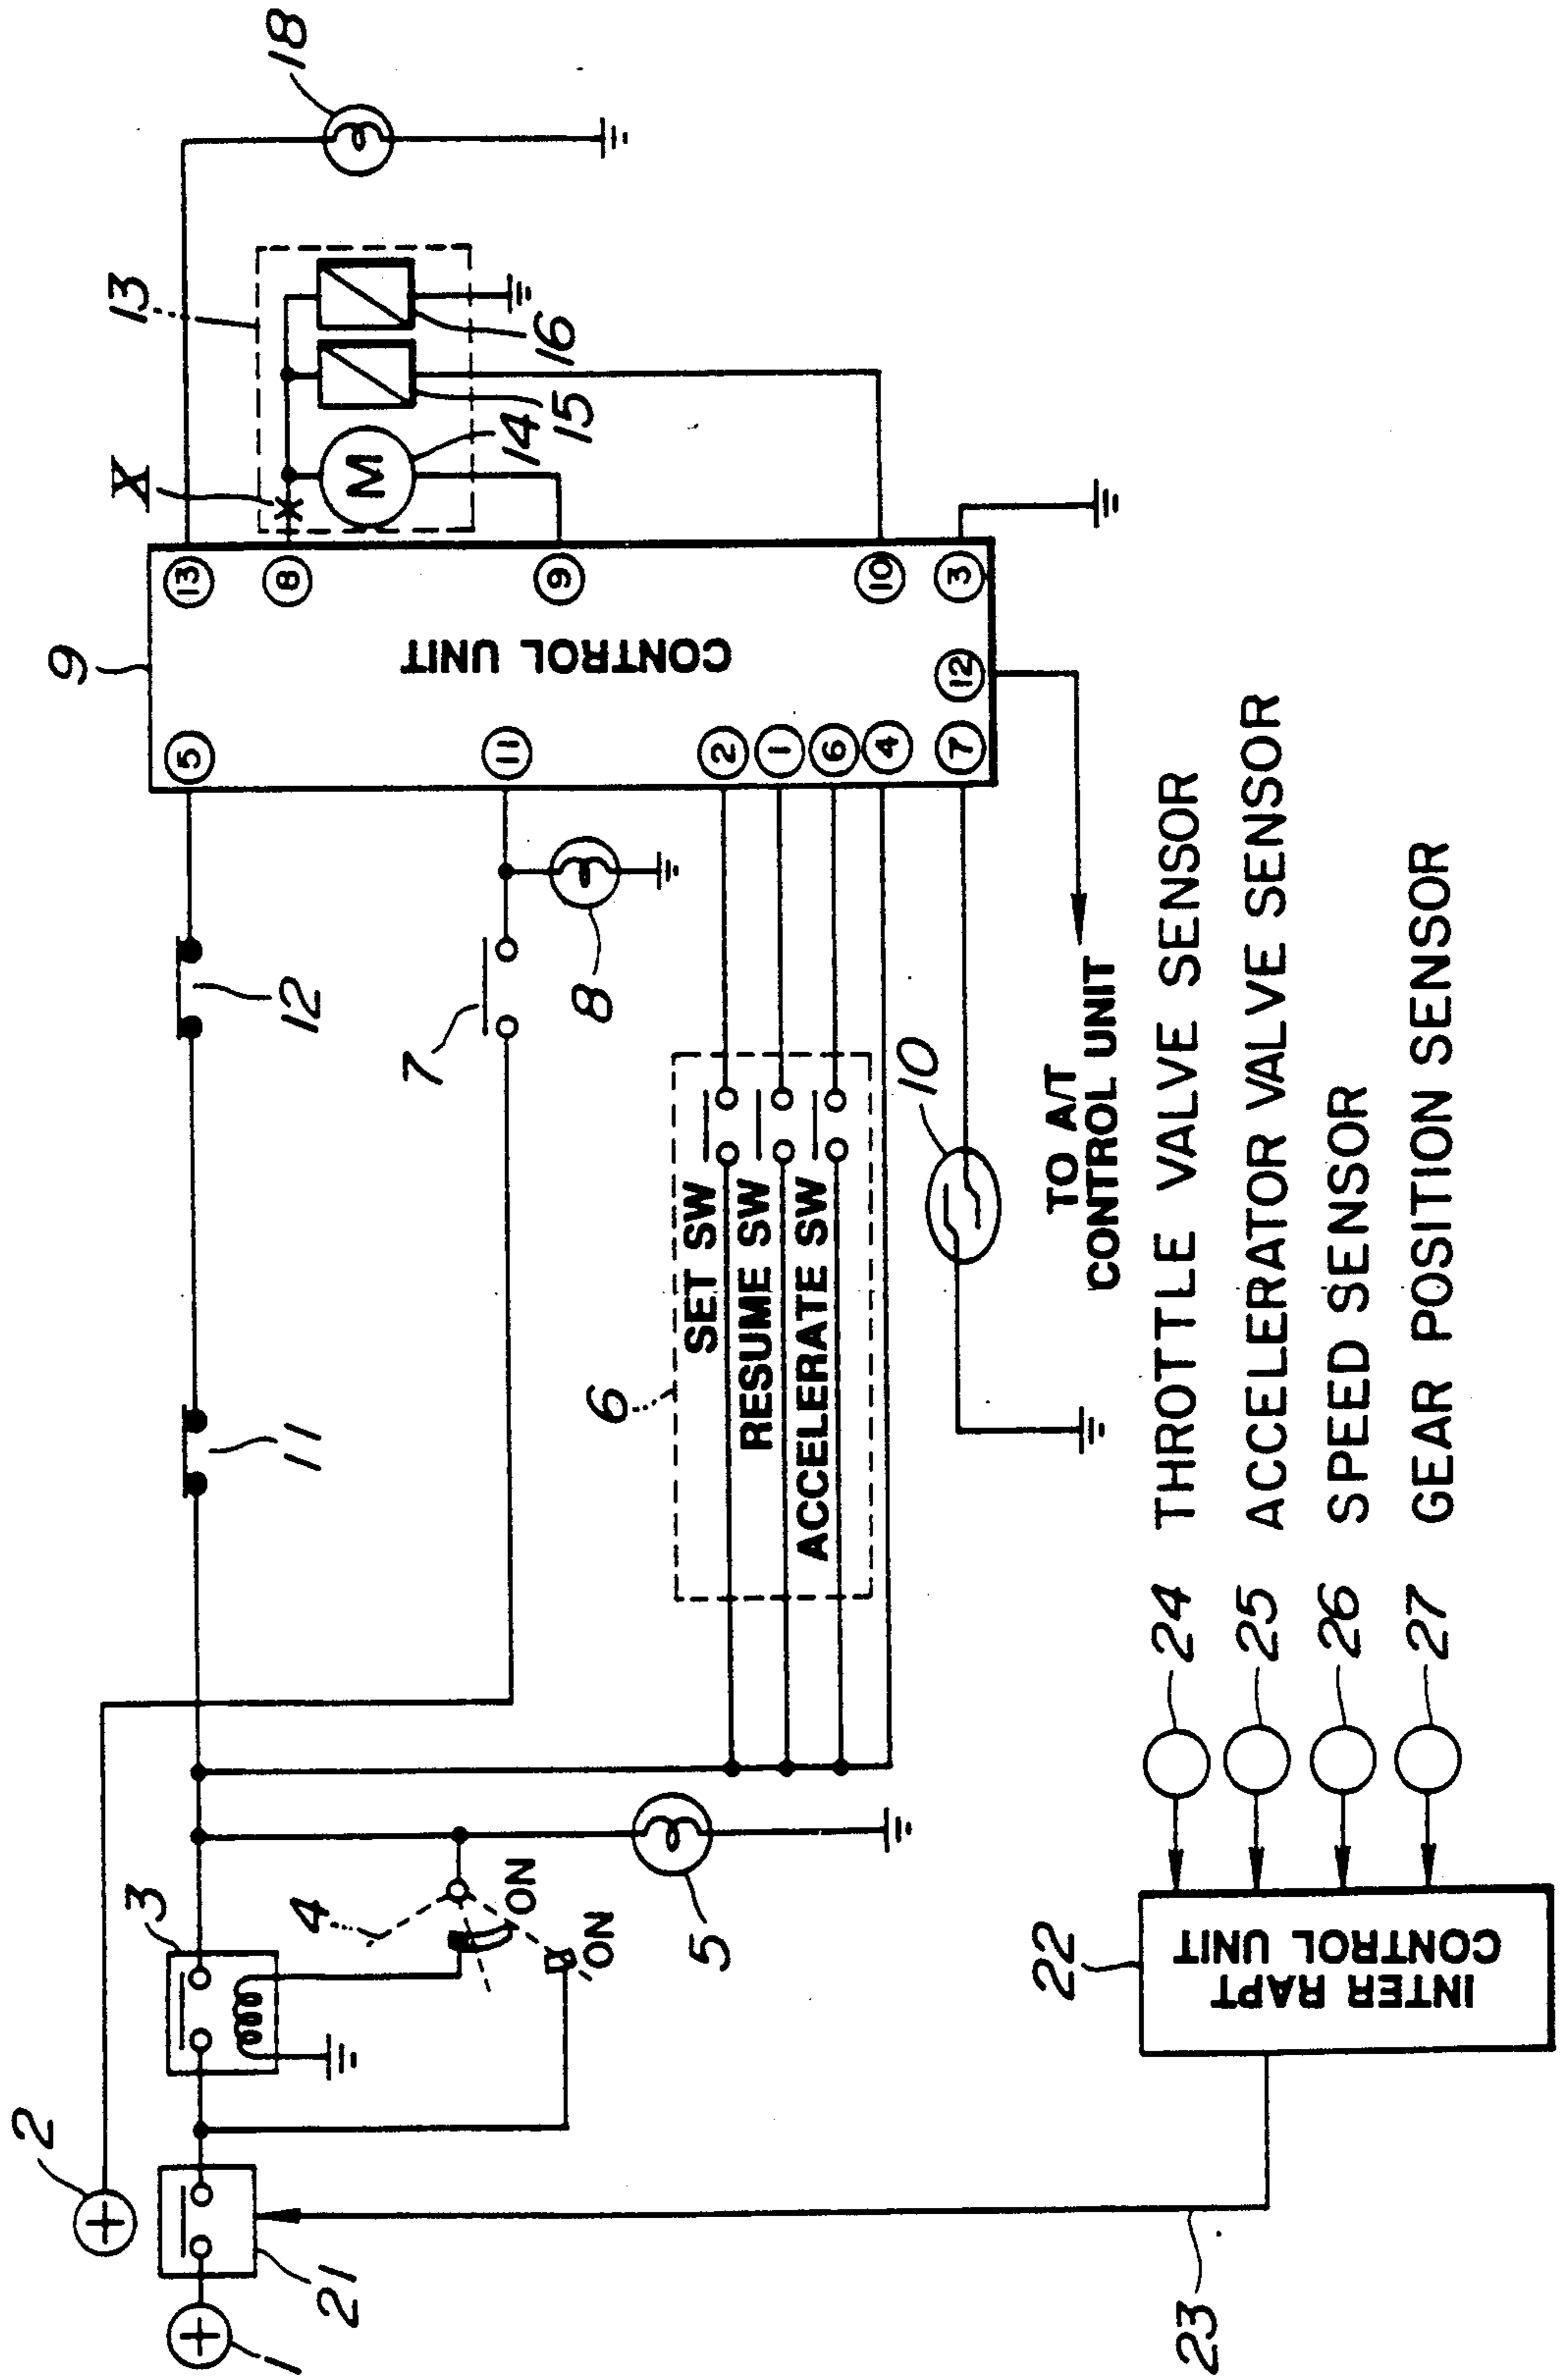 2
1
21
3
4
ON
ON
5
11
12
7
8
6
SET SW
RESUME SW
ACCELERATE SW
10
9
CONTROL UNIT
5
11
2
1
6
4
7
12
3
10
9
8
13
X
13
M
14
15
16
18
TO A/T
CONTROL UNIT
23
22
INTER RAPT
CONTROL UNIT
24 THROTTLE VALVE SENSOR
25 ACCELERATOR VALVE SENSOR
26 SPEED SENSOR
27 GEAR POSITION SENSOR